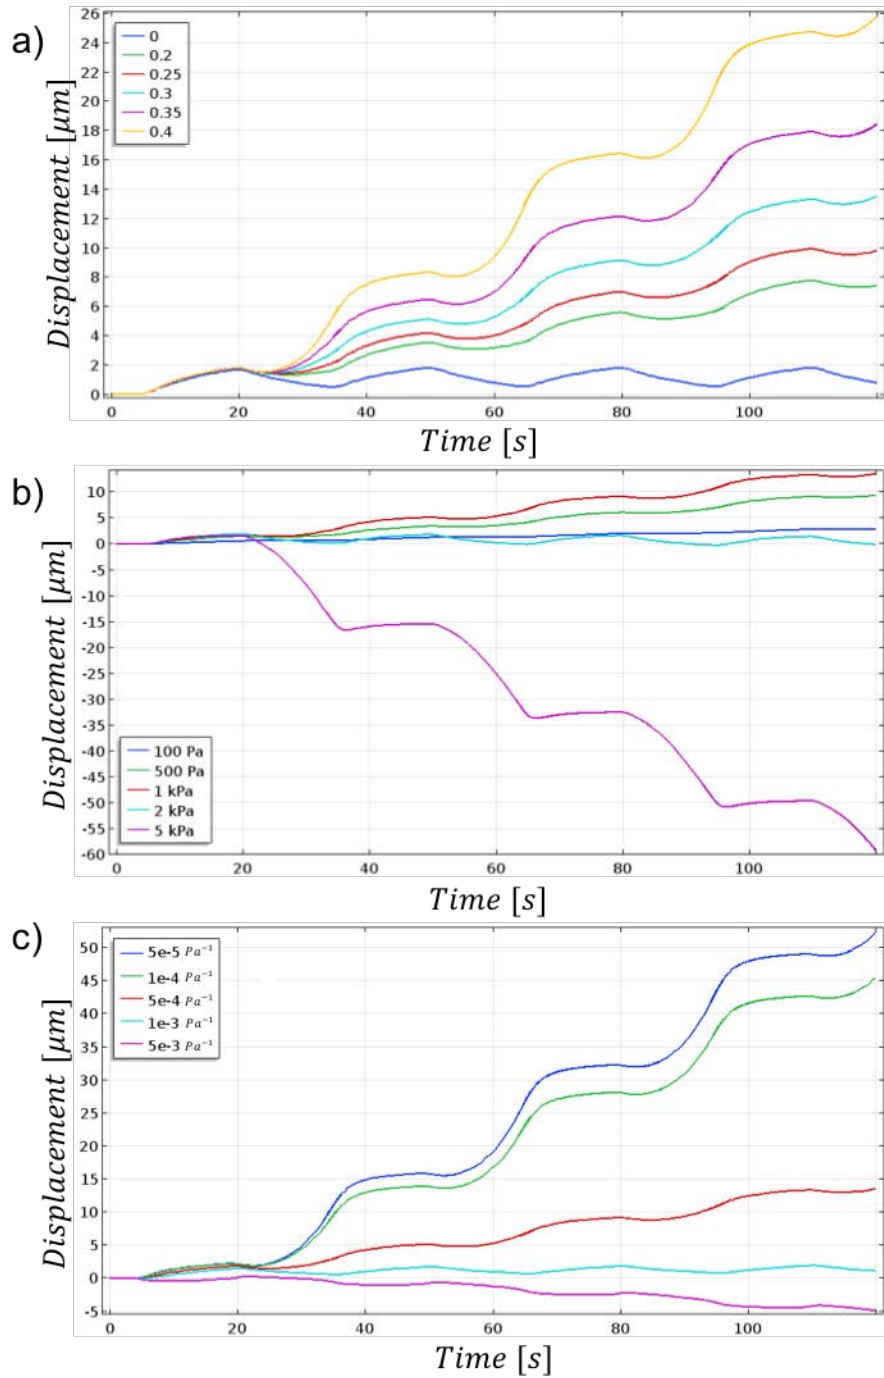 a)
26
24
22
20
18
16
14
12
10
8
6
4
2
0
0
0.2
0.25
0.3
0.35
0.4
Displacement [μm]
0 20 40 60 80 100
Time [s]
b)
10
5
0
-5
-10
-15
-20
-25
-30
-35
-40
-45
-50
-55
-60
100 Pa
500 Pa
1 kPa
2 kPa
5 kPa
Displacement [μm]
0 20 40 60 80 100
Time [s]
c)
50
45
40
35
30
25
20
15
10
5
0
-5
5e-5 Pa⁻¹
1e-4 Pa⁻¹
5e-4 Pa⁻¹
1e-3 Pa⁻¹
5e-3 Pa⁻¹
Displacement [μm]
0 20 40 60 80 100
Time [s]